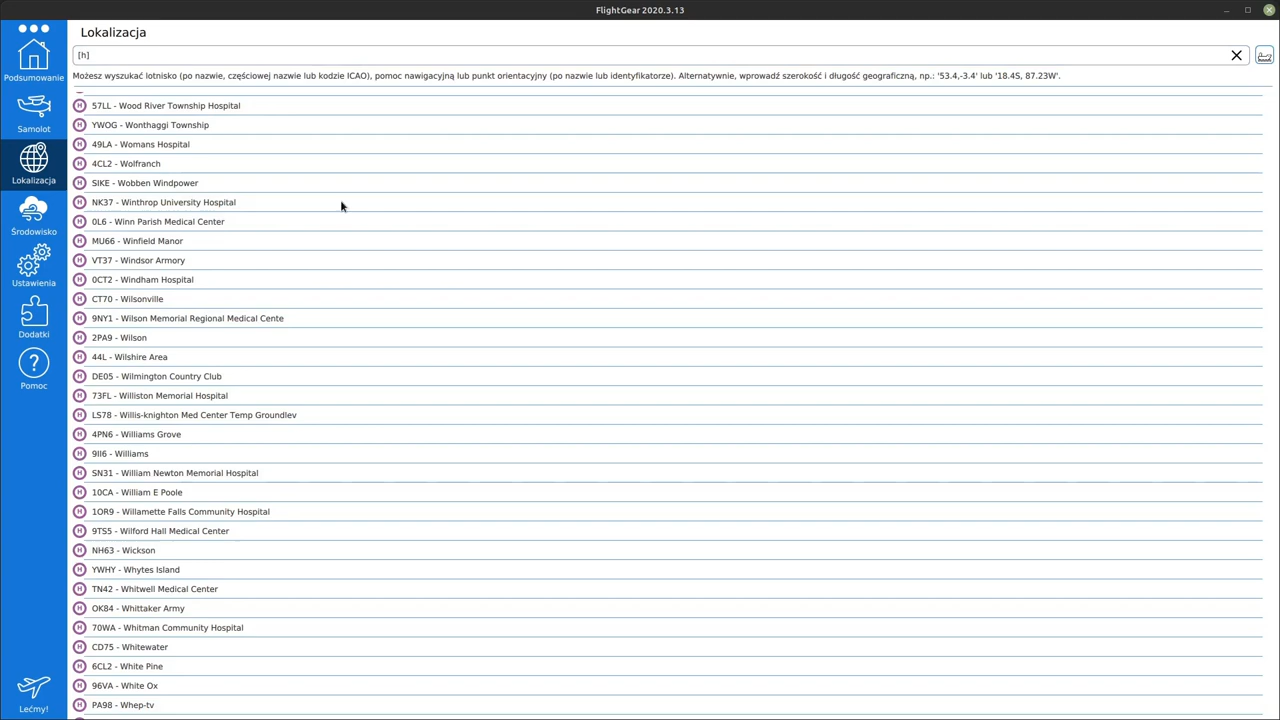 FlightGear 2020.3.13
Lokalizacja
[h]
Możesz wyszukać lotnisko (po nazwie, częściowej nazwie lub kodzie ICAO), pomoc nawigacyjną lub punkt orientacyjny (po nazwie lub identyfikatorze). Alternatywnie, wprowadź szerokość i długość geograficzną, np.: '53.4,-3.4' lub '18.4S, 87.23W'.
Podsumowanie
Samolot
Lokalizacja
Środowisko
Ustawienia
Dodatki
?
Pomoc
Lećmy!
H 57LL - Wood River Township Hospital
H YWOG - Wonthaggi Township
H 49LA - Womans Hospital
H 4CL2 - Wolfranch
H SIKE - Wobben Windpower
H NK37 - Winthrop University Hospital
H 0L6 - Winn Parish Medical Center
H MU66 - Winfield Manor
H VT37 - Windsor Armory
H 0CT2 - Windham Hospital
H CT70 - Wilsonville
H 9NY1 - Wilson Memorial Regional Medical Cente
H 2PA9 - Wilson
H 44L - Wilshire Area
H DE05 - Wilmington Country Club
H 73FL - Williston Memorial Hospital
H LS78 - Willis-knighton Med Center Temp Groundlev
H 4PN6 - Williams Grove
H 9II6 - Williams
H SN31 - William Newton Memorial Hospital
H 10CA - William E Poole
H 1OR9 - Willamette Falls Community Hospital
H 9TS5 - Wilford Hall Medical Center
H NH63 - Wickson
H YWHY - Whytes Island
H TN42 - Whitwell Medical Center
H OK84 - Whittaker Army
H 70WA - Whitman Community Hospital
H CD75 - Whitewater
H 6CL2 - White Pine
H 96VA - White Ox
H PA98 - Whep-tv